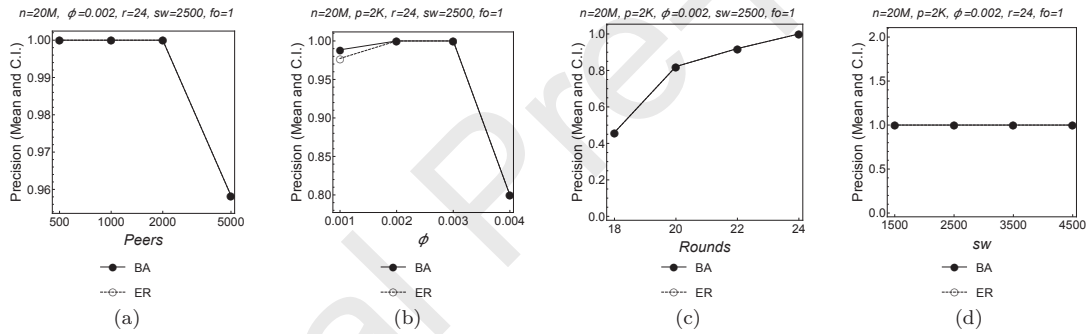 n=20M, ϕ=0.002, r=24, sw=2500, fo=1
Precision (Mean and C.I.)
1.00
0.99
0.98
0.97
0.96
500
1000
2000
5000
Peers
BA
ER
(a)
n=20M, p=2K, r=24, sw=2500, fo=1
Precision (Mean and C.I.)
1.00
0.95
0.90
0.85
0.80
0.001
0.002
0.003
0.004
ϕ
BA
ER
(b)
n=20M, p=2K, ϕ=0.002, sw=2500, fo=1
Precision (Mean and C.I.)
1.0
0.8
0.6
0.4
0.2
0.0
18
20
22
24
Rounds
BA
ER
(c)
n=20M, p=2K, ϕ=0.002, r=24, fo=1
Precision (Mean and C.I.)
2.0
1.5
1.0
0.5
0.0
1500
2500
3500
4500
sw
BA
ER
(d)